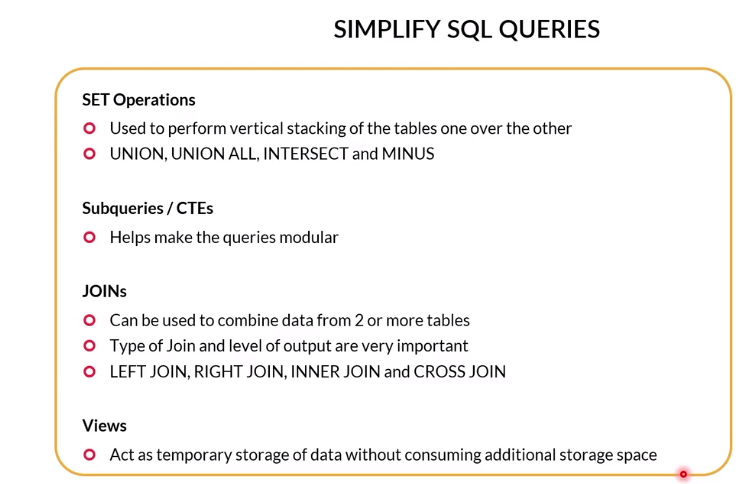 SIMPLIFY SQL QUERIES
SET Operations
Used to perform vertical stacking of the tables one over the other
UNION, UNION ALL, INTERSECT and MINUS
Subqueries / CTEs
Helps make the queries modular
JOINs
Can be used to combine data from 2 or more tables
Type of Join and level of output are very important
LEFT JOIN, RIGHT JOIN, INNER JOIN and CROSS JOIN
Views
Act as temporary storage of data without consuming additional storage space